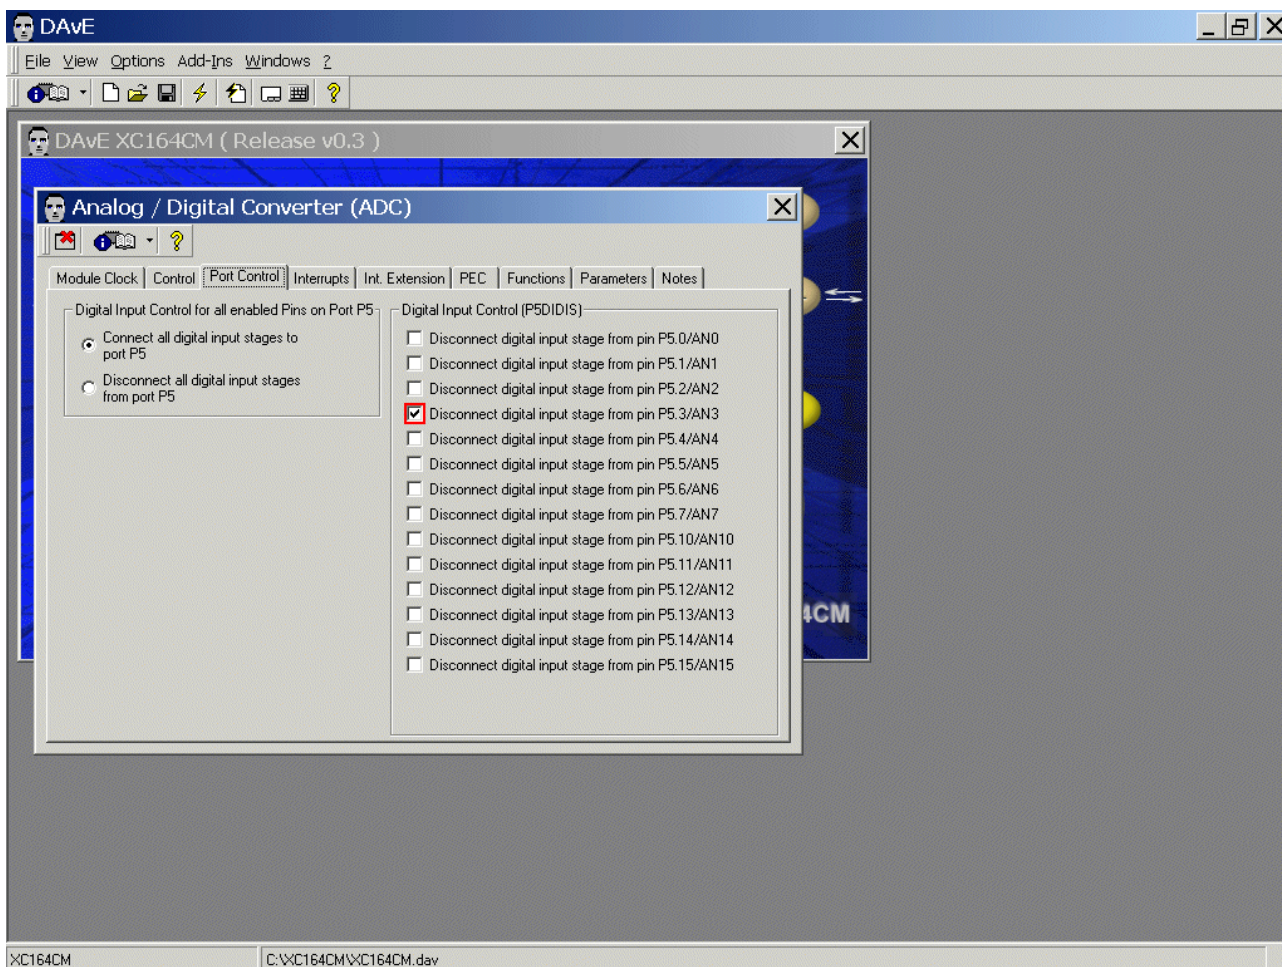 DAvE
File View Options Add-Ins Windows ?
DAvE XC164CM ( Release v0.3 )
Analog / Digital Converter (ADC)
Module Clock Control Port Control Interrupts Int. Extension PEC Functions Parameters Notes
Digital Input Control for all enabled Pins on Port P5
Connect all digital input stages to
port P5
Disconnect all digital input stages
from port P5
Digital Input Control (P5DIDIS)
Disconnect digital input stage from pin P5.0/AN0
Disconnect digital input stage from pin P5.1/AN1
Disconnect digital input stage from pin P5.2/AN2
Disconnect digital input stage from pin P5.3/AN3
Disconnect digital input stage from pin P5.4/AN4
Disconnect digital input stage from pin P5.5/AN5
Disconnect digital input stage from pin P5.6/AN6
Disconnect digital input stage from pin P5.7/AN7
Disconnect digital input stage from pin P5.10/AN10
Disconnect digital input stage from pin P5.11/AN11
Disconnect digital input stage from pin P5.12/AN12
Disconnect digital input stage from pin P5.13/AN13
Disconnect digital input stage from pin P5.14/AN14
Disconnect digital input stage from pin P5.15/AN15
4CM
XC164CM C:\XC164CM\XC164CM.dav